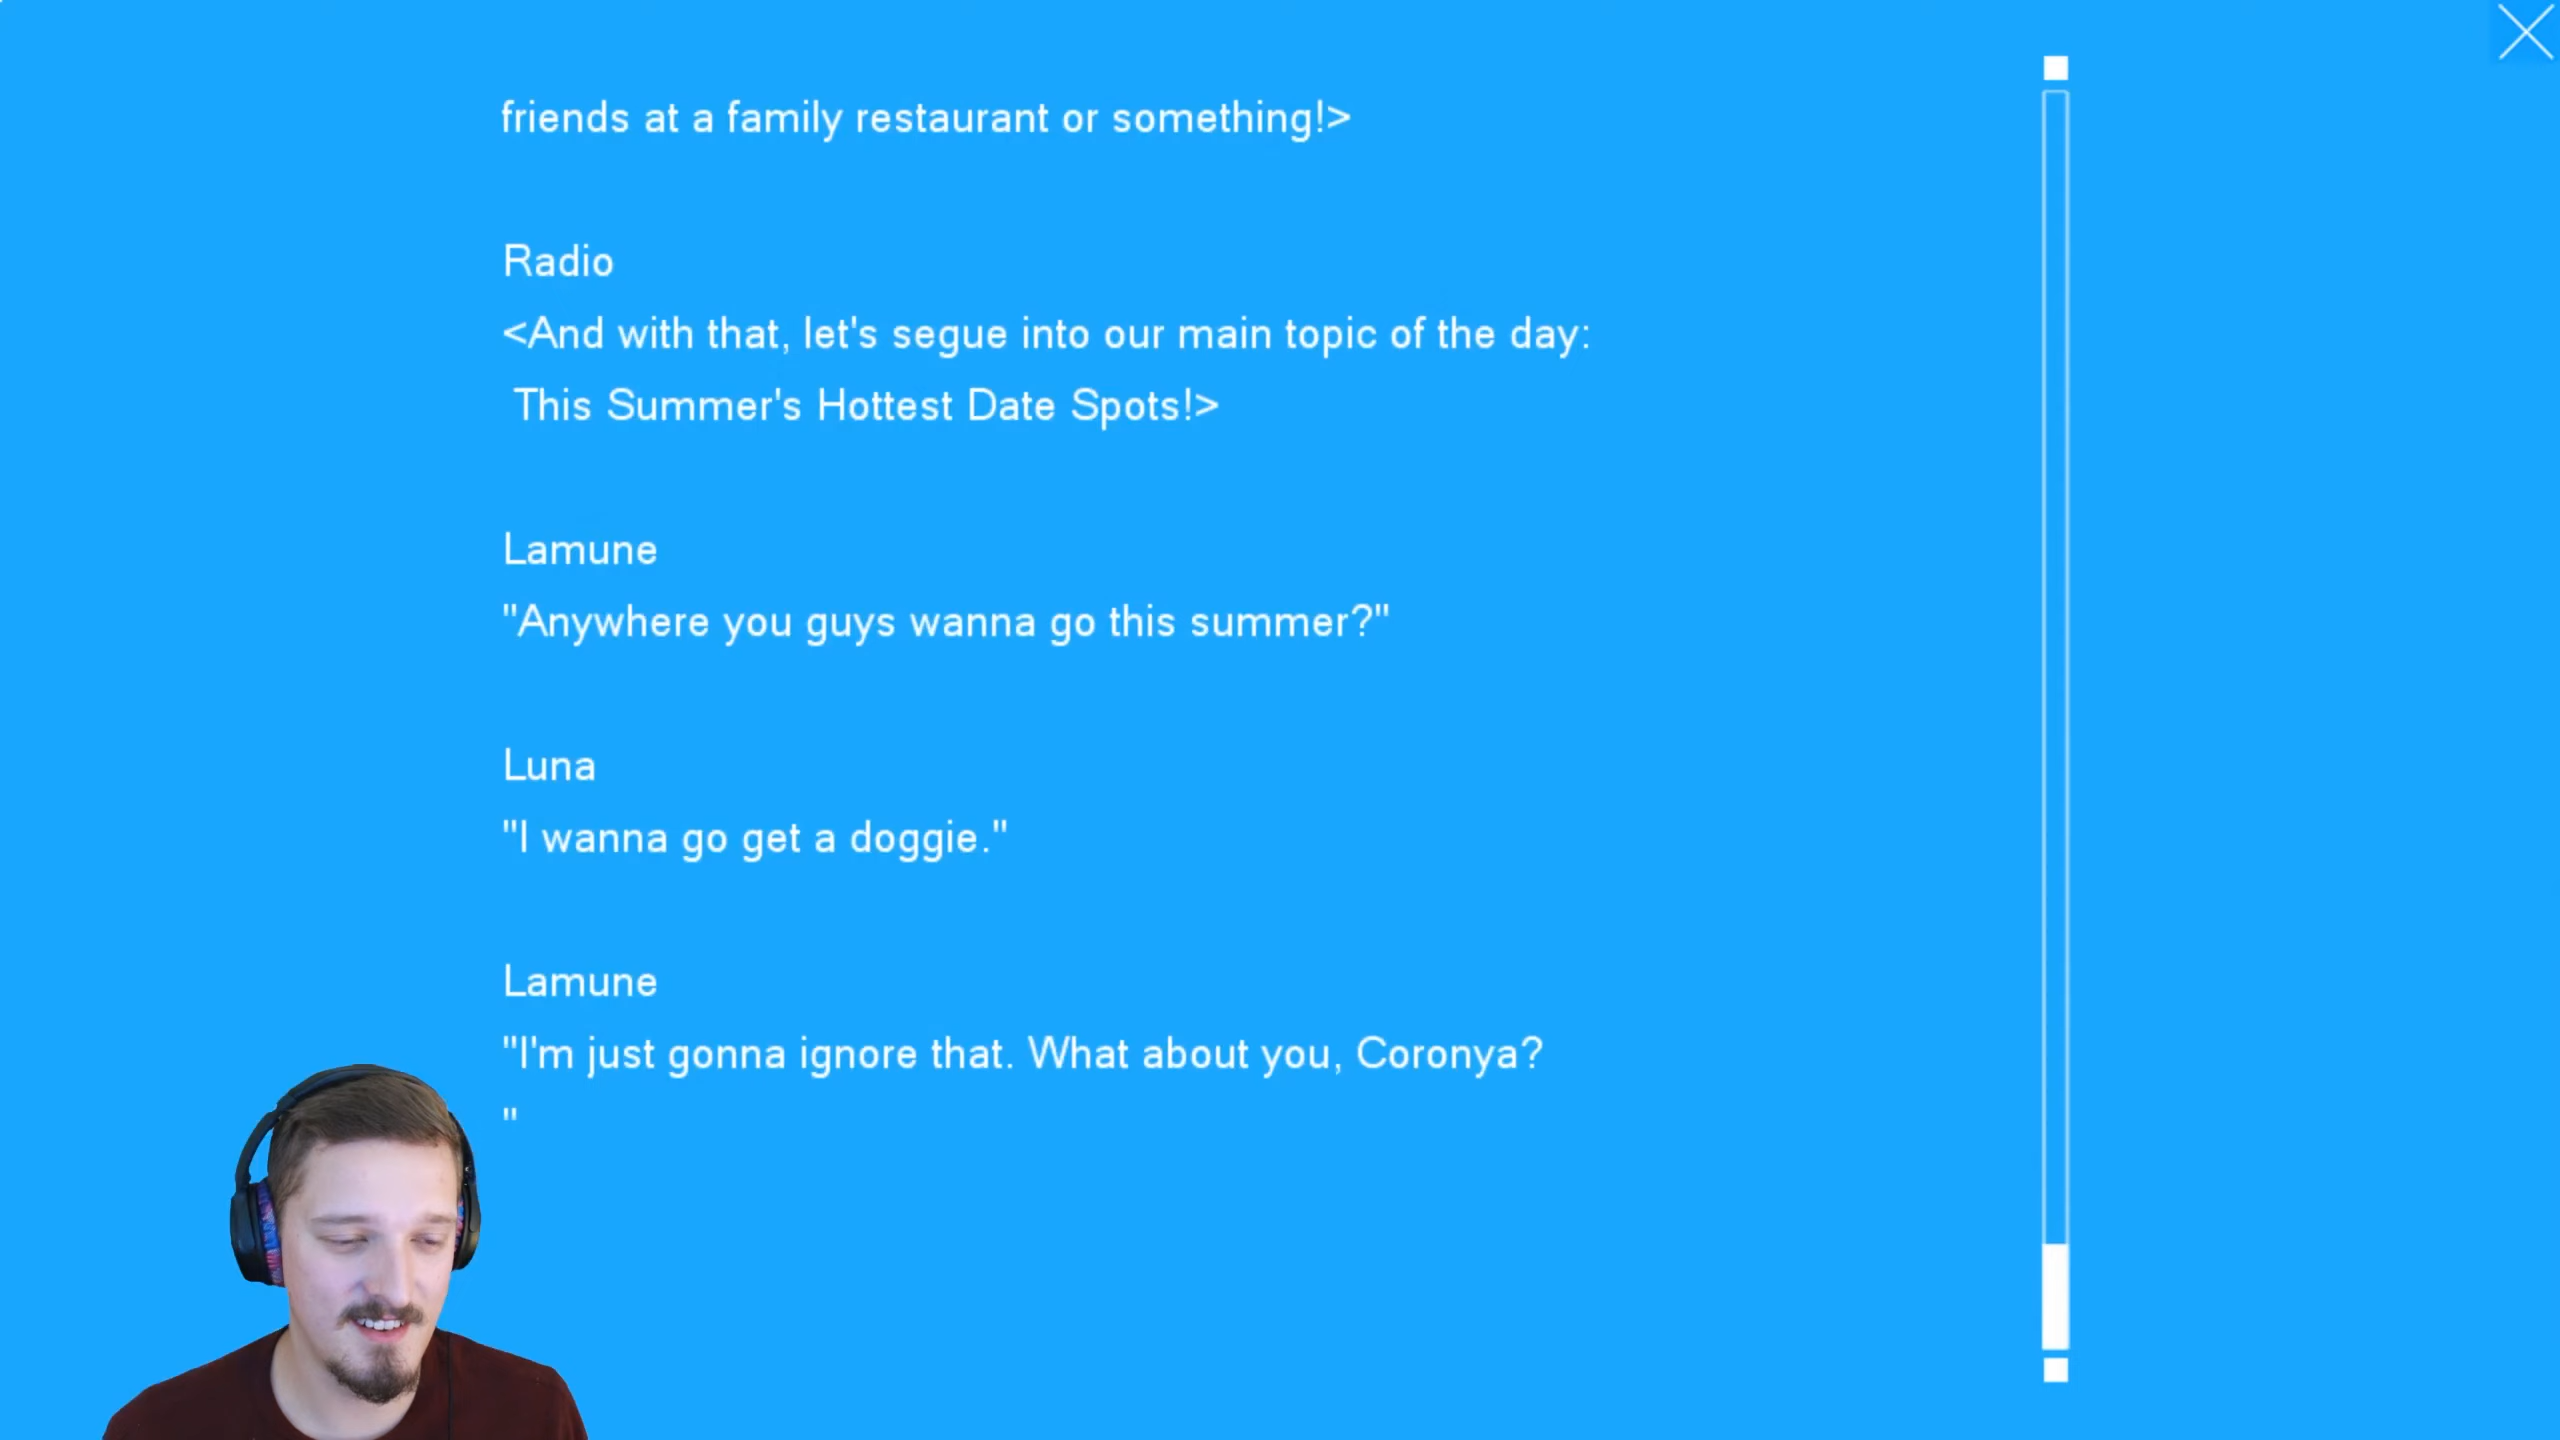 friends at a family restaurant or something!>
Radio
<And with that, let's segue into our main topic of the day:
This Summer's Hottest Date Spots!>
Lamune
"Anywhere you guys wanna go this summer?"
Luna
"I wanna go get a doggie."
Lamune
"I'm just gonna ignore that. What about you, Coronya?
"